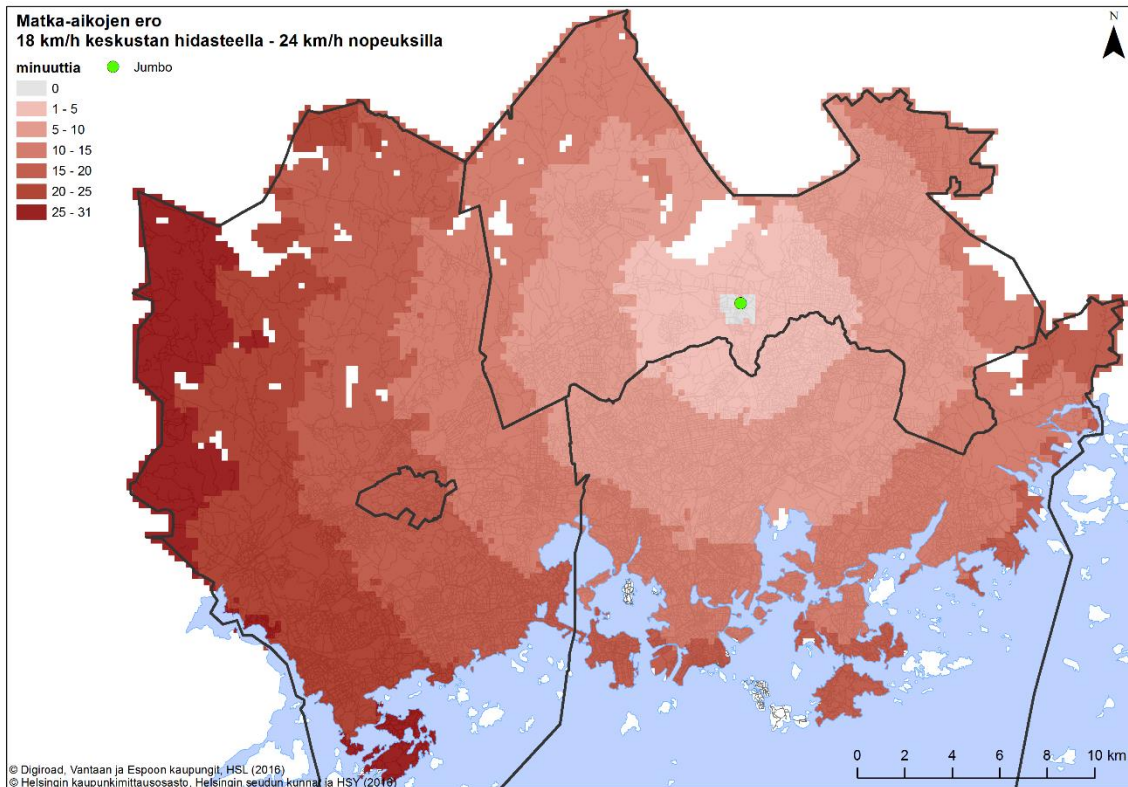 Matka-aikojen ero
18 km/h keskustan hidasteella - 24 km/h nopeuksilla
minuuttia
Jumbo
0
1 - 5
5 - 10
10 - 15
15 - 20
20 - 25
25 - 31
N
0 2 4 6 8 10 km
© Digiroad, Vantaan ja Espoon kaupungit, HSL (2016)
© Helsingin kaupunkimittausosasto, Helsingin seudun kunnat ja HSY (2016)